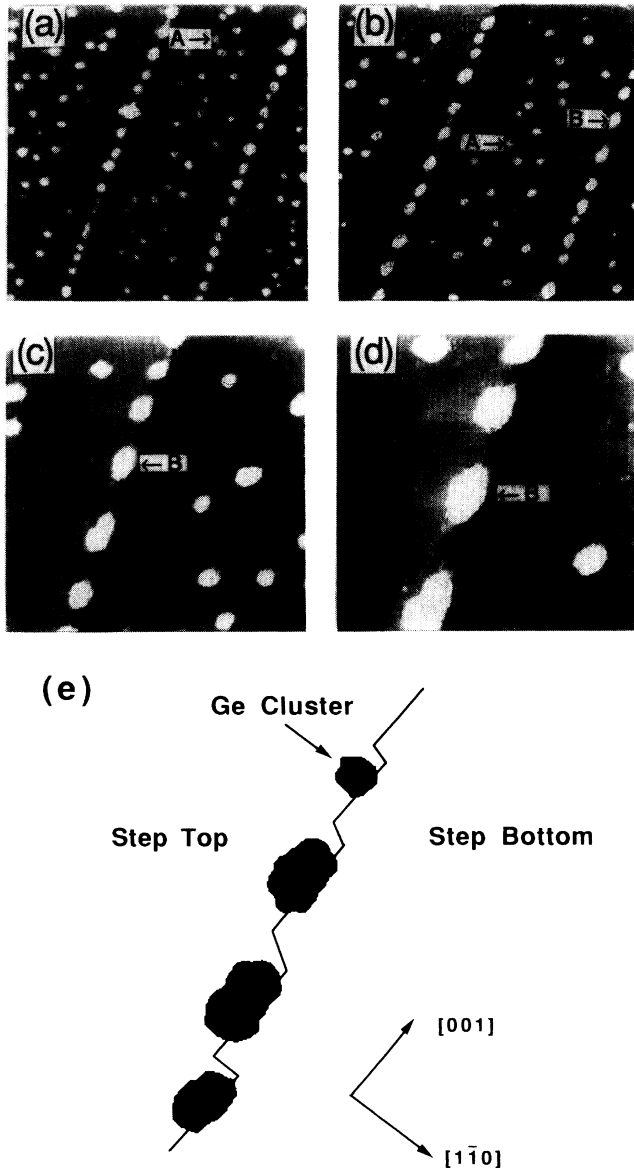 (a)
A→
(b)
B→
A→
(c)
←B
(d)
←B
(e)
Ge Cluster
Step Top
Step Bottom
[001]
[11̄0]